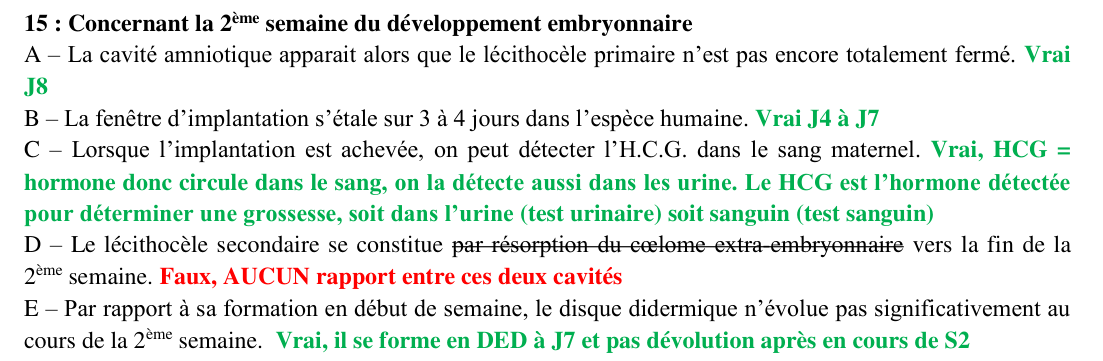 15 : Concernant la 2ème semaine du développement embryonnaire
A – La cavité amniotique apparait alors que le lécithocèle primaire n’est pas encore totalement fermé. Vrai
J8
B – La fenêtre d’implantation s’étale sur 3 à 4 jours dans l’espèce humaine. Vrai J4 à J7
C – Lorsque l’implantation est achevée, on peut détecter l’H.C.G. dans le sang maternel. Vrai, HCG =
hormone donc circule dans le sang, on la détecte aussi dans les urine. Le HCG est l’hormone détectée
pour déterminer une grossesse, soit dans l’urine (test urinaire) soit sanguin (test sanguin)
D – Le lécithocèle secondaire se constitue par résorption du cœlome extra-embryonnaire vers la fin de la
2ème semaine. Faux, AUCUN rapport entre ces deux cavités
E – Par rapport à sa formation en début de semaine, le disque didermique n’évolue pas significativement au
cours de la 2ème semaine. Vrai, il se forme en DED à J7 et pas dévolution après en cours de S2